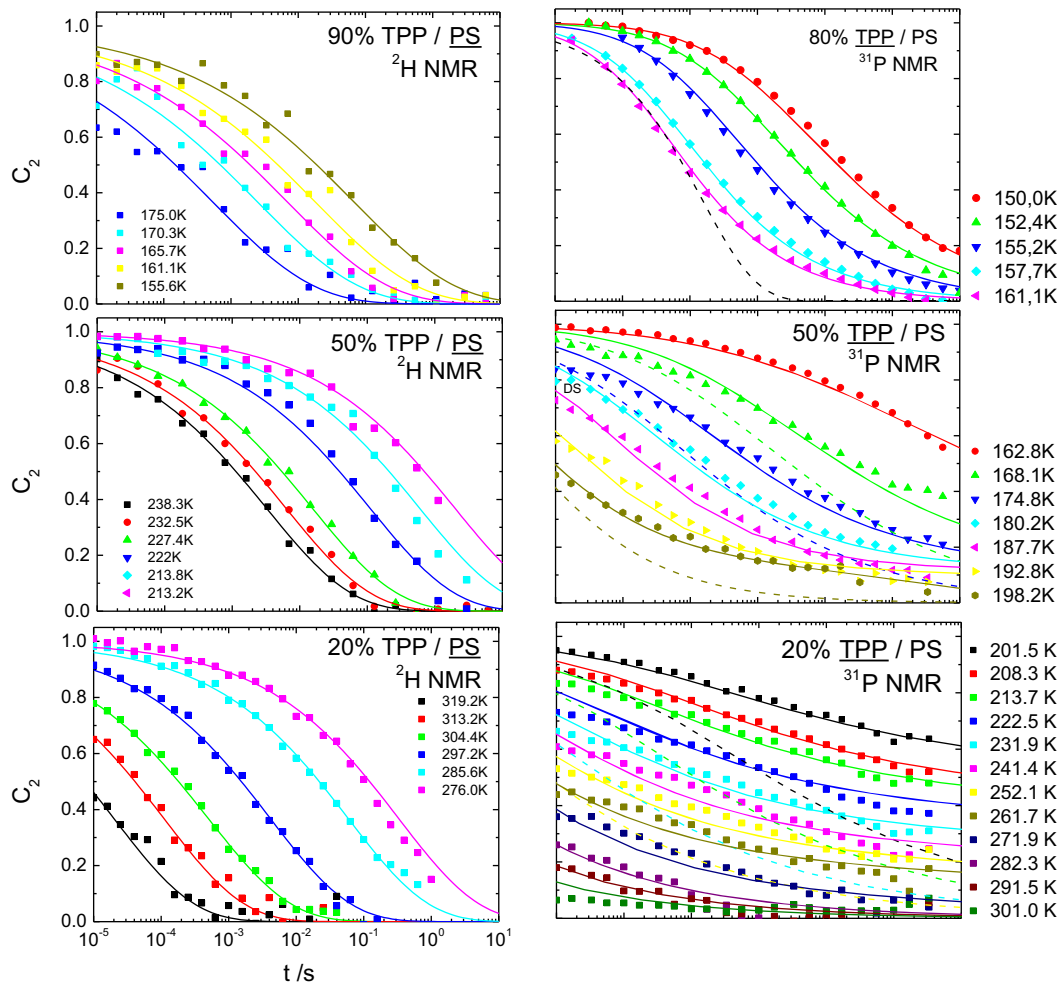 90% TPP / PS
²H NMR
C₂
1.0
0.8
0.6
0.4
0.2
0.0
175.0K
170.3K
165.7K
161.1K
155.6K
80% TPP / PS
³¹P NMR
150,0K
152,4K
155,2K
157,7K
161,1K
50% TPP / PS
²H NMR
C₂
1.0
0.8
0.6
0.4
0.2
0.0
238.3K
232.5K
227.4K
222K
213.8K
213.2K
50% TPP / PS
³¹P NMR
DS
162.8K
168.1K
174.8K
180.2K
187.7K
192.8K
198.2K
20% TPP / PS
²H NMR
C₂
1.0
0.8
0.6
0.4
0.2
0.0
319.2K
313.2K
304.4K
297.2K
285.6K
276.0K
10⁻⁵ 10⁻⁴ 10⁻³ 10⁻² 10⁻¹ 10⁰ 10¹
t /s
20% TPP / PS
³¹P NMR
201.5 K
208.3 K
213.7 K
222.5 K
231.9 K
241.4 K
252.1 K
261.7 K
271.9 K
282.3 K
291.5 K
301.0 K